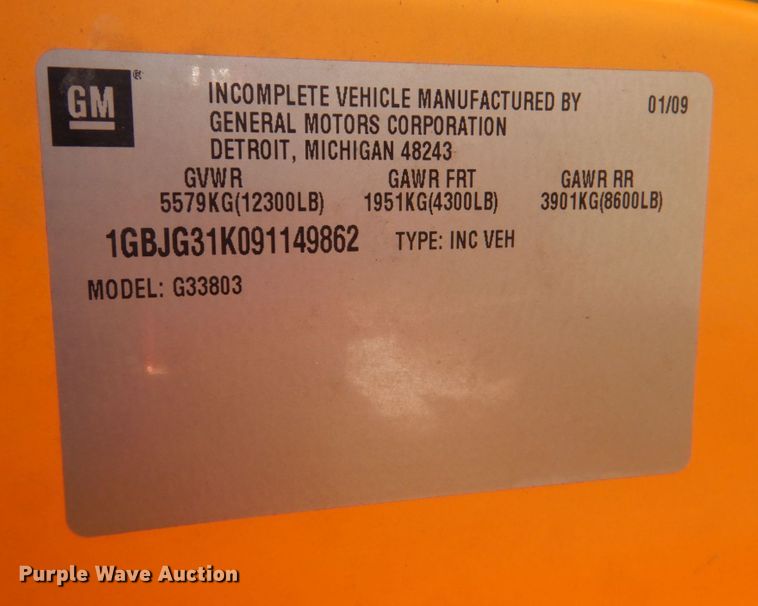 GM ®
INCOMPLETE VEHICLE MANUFACTURED BY 01/09
GENERAL MOTORS CORPORATION
DETROIT, MICHIGAN 48243
GVWR GAWR FRT GAWR RR
5579KG(12300LB) 1951KG(4300LB) 3901KG(8600LB)
1GBJG31K091149862 TYPE: INC VEH
MODEL: G33803
Purple Wave Auction